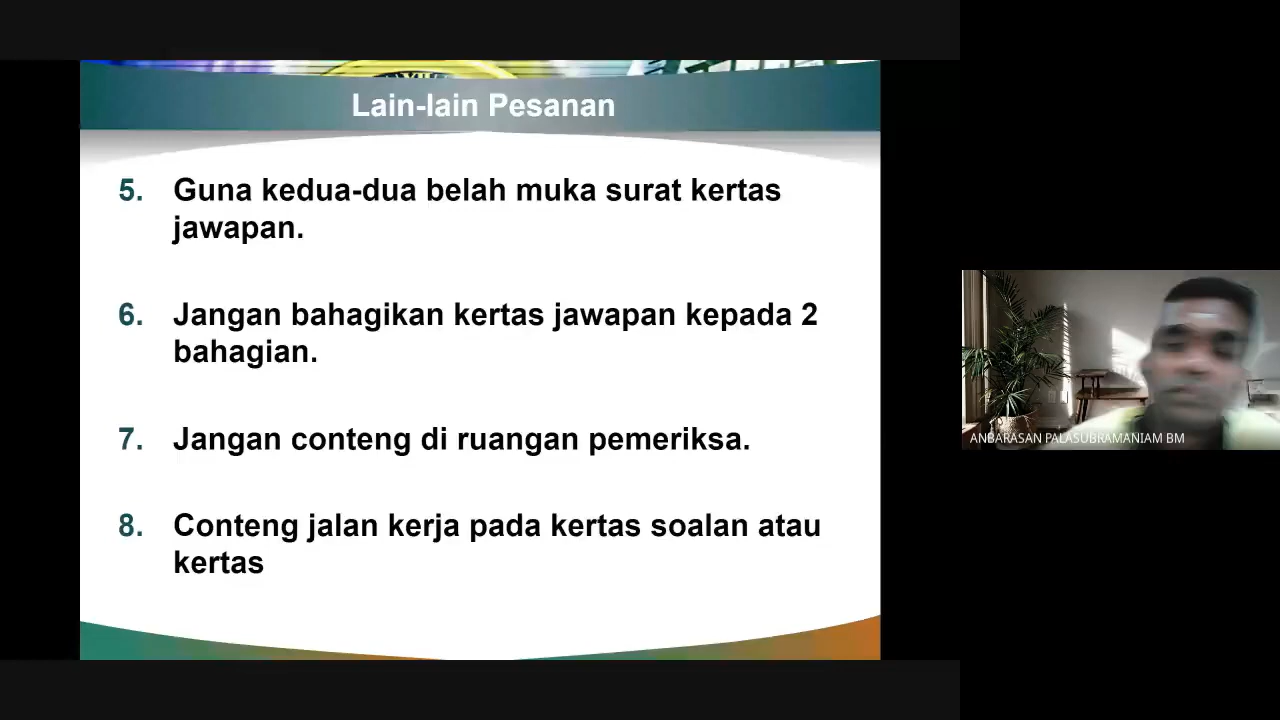 Lain-lain Pesanan
5. Guna kedua-dua belah muka surat kertas
jawapan.
6. Jangan bahagikan kertas jawapan kepada 2
bahagian.
7. Jangan conteng di ruangan pemeriksa.
8. Conteng jalan kerja pada kertas soalan atau
kertas
ANBARASAN PALASUBRAMANIAM BM